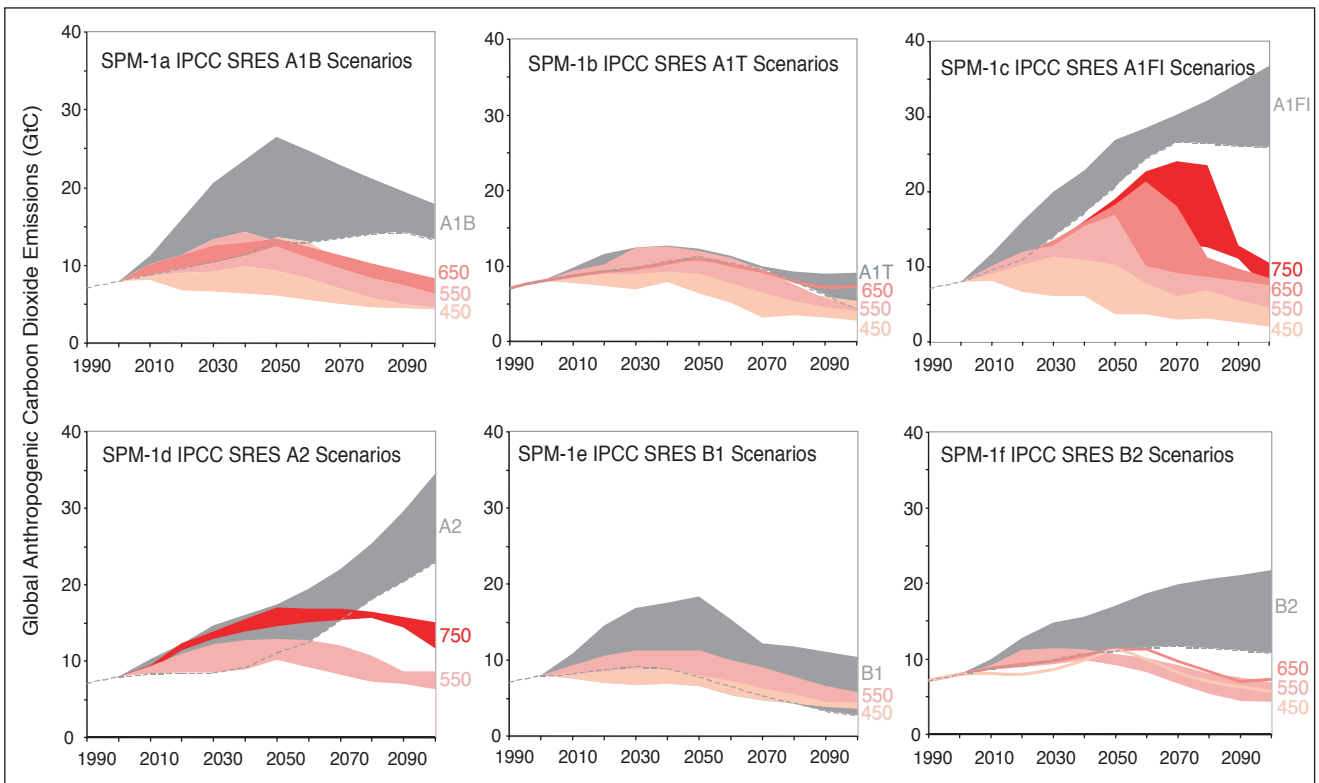 Global Anthropogenic Carboon Dioxide Emissions (GtC)
SPM-1a IPCC SRES A1B Scenarios
40
30
20
10
0
A1B
650
550
450
1990 2010 2030 2050 2070 2090
SPM-1b IPCC SRES A1T Scenarios
40
30
20
10
0
A1T
650
550
450
1990 2010 2030 2050 2070 2090
SPM-1c IPCC SRES A1FI Scenarios
40
30
20
10
0
A1FI
750
650
550
450
1990 2010 2030 2050 2070 2090
SPM-1d IPCC SRES A2 Scenarios
40
30
20
10
0
A2
750
550
1990 2010 2030 2050 2070 2090
SPM-1e IPCC SRES B1 Scenarios
40
30
20
10
0
B1
550
450
1990 2010 2030 2050 2070 2090
SPM-1f IPCC SRES B2 Scenarios
40
30
20
10
0
B2
650
550
450
1990 2010 2030 2050 2070 2090